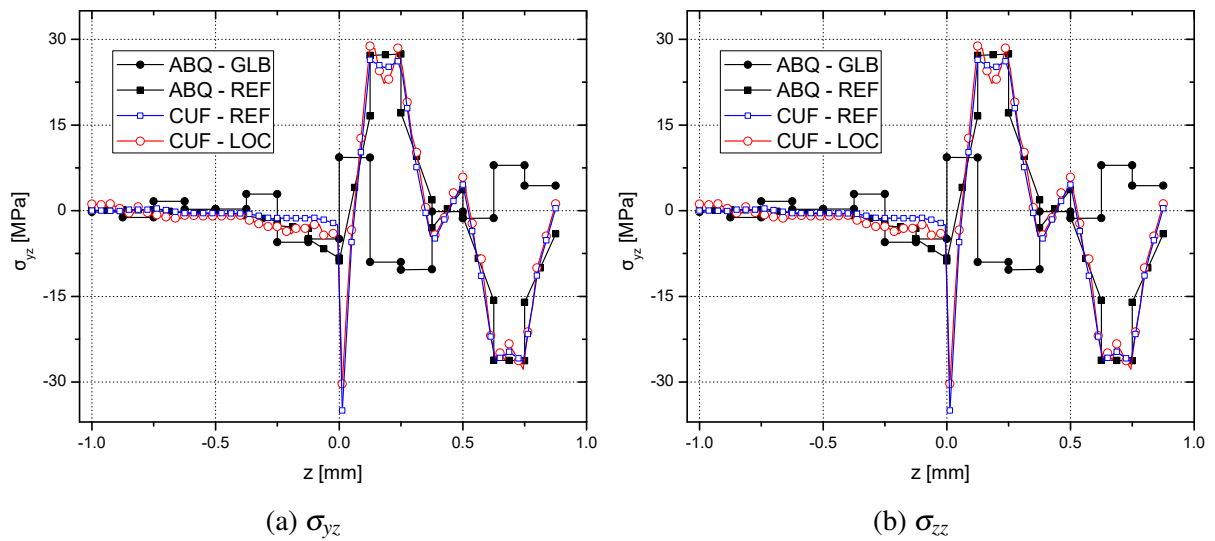 30
15
0
-15
-30
σyz [MPa]
-1.0 -0.5 0.0 0.5 1.0
z [mm]
ABQ - GLB
ABQ - REF
CUF - REF
CUF - LOC
(a) σyz
30
15
0
-15
-30
σyz [MPa]
-1.0 -0.5 0.0 0.5 1.0
z [mm]
ABQ - GLB
ABQ - REF
CUF - REF
CUF - LOC
(b) σzz